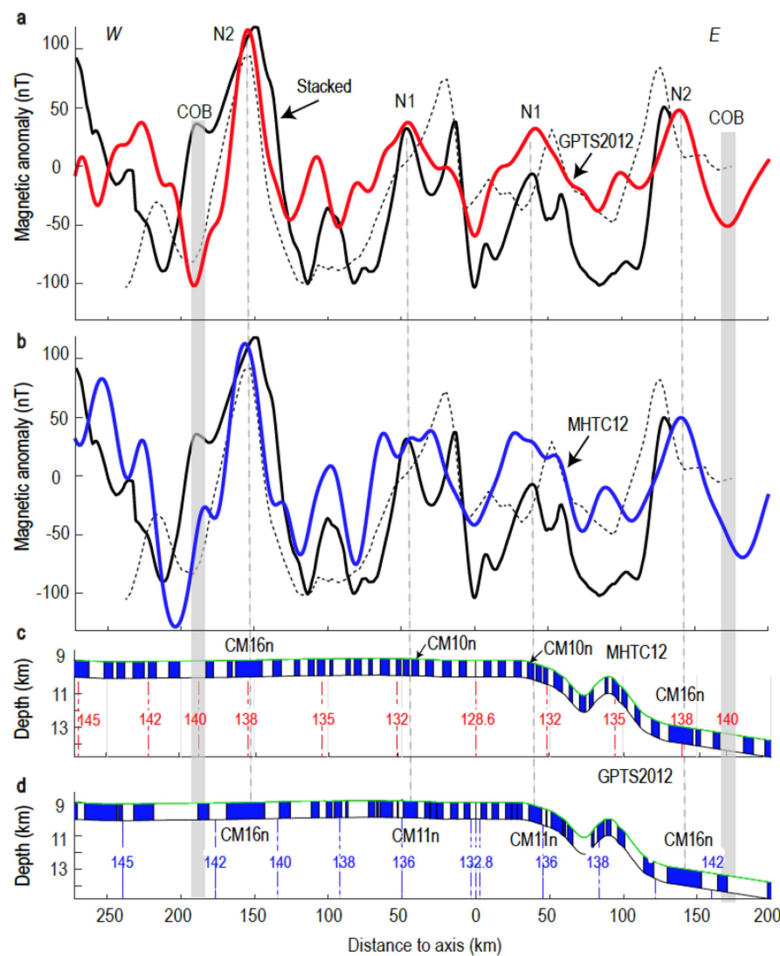 a
W
N2
E
Stacked
COB
N1
N1
N2
COB
GPTS2012
Magnetic anomaly (nT)
100
50
0
-50
-100
b
MHTC12
Magnetic anomaly (nT)
100
50
0
-50
-100
c
CM16n
CM10n
CM10n
MHTC12
CM16n
Depth (km)
9
11
13
145 142 140 138 135 132 128.6 132 135 138 140
d
GPTS2012
CM16n
CM11n
CM11n
CM16n
Depth (km)
9
11
13
145 142 140 138 136 132.8 136 138 142
250 200 150 100 50 0 50 100 150 200
Distance to axis (km)